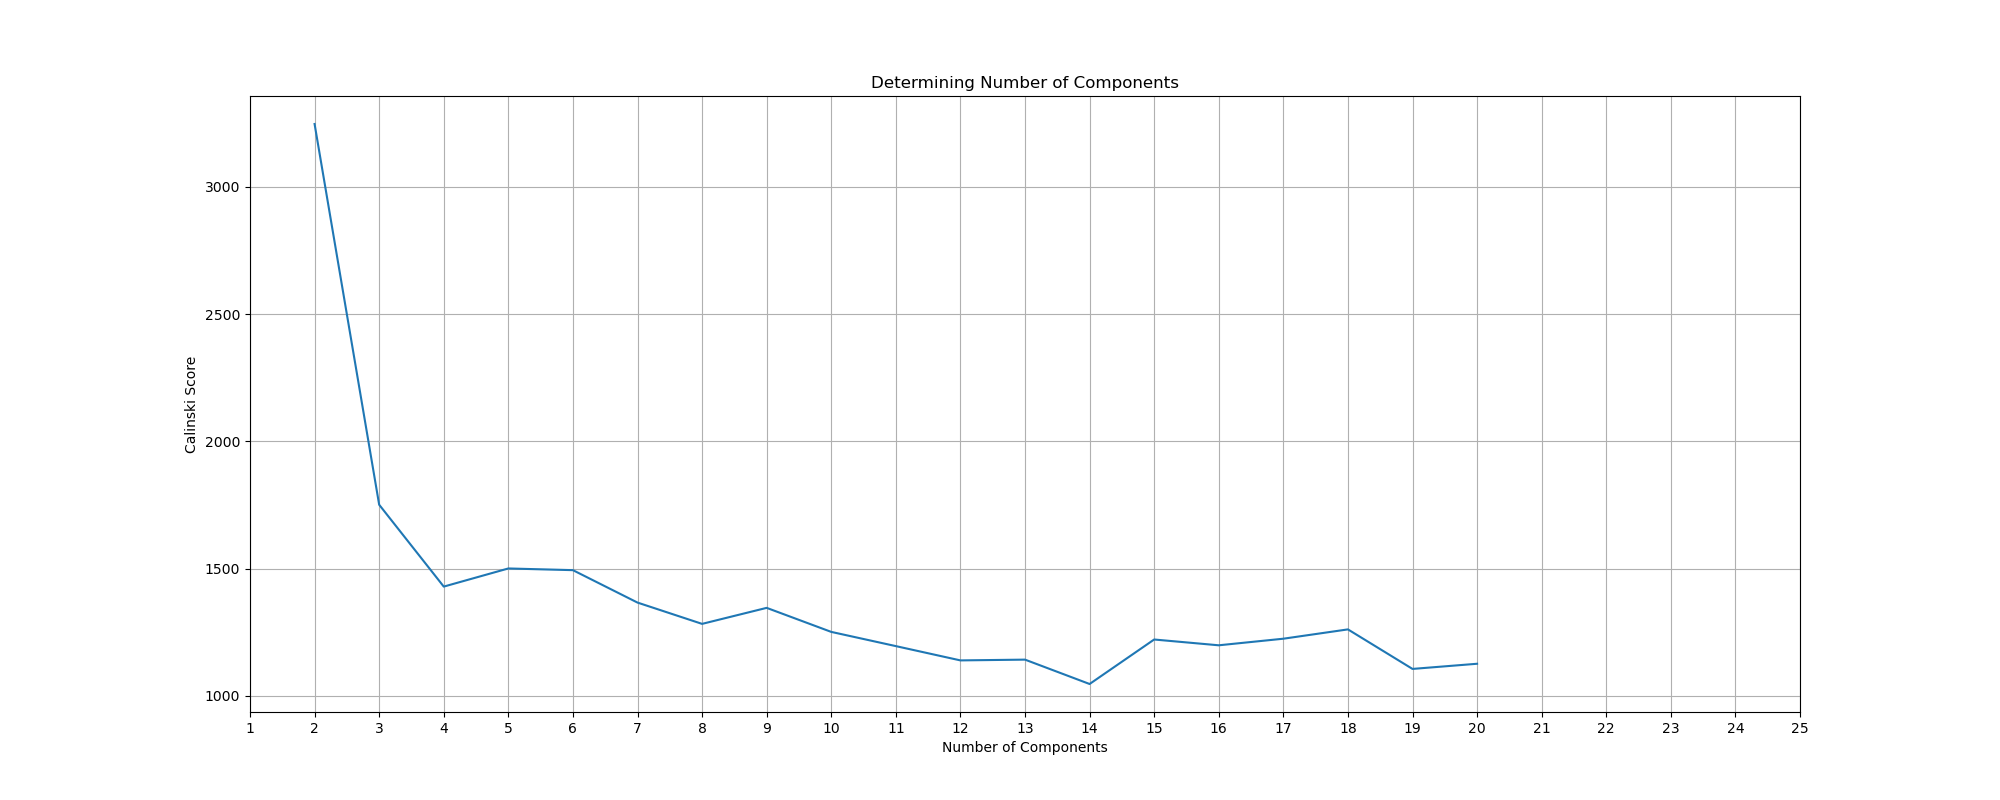 Determining Number of Components
3000
2500
2000
1500
1000
Calinski Score
1 2 3 4 5 6 7 8 9 10 11 12 13 14 15 16 17 18 19 20 21 22 23 24 25
Number of Components